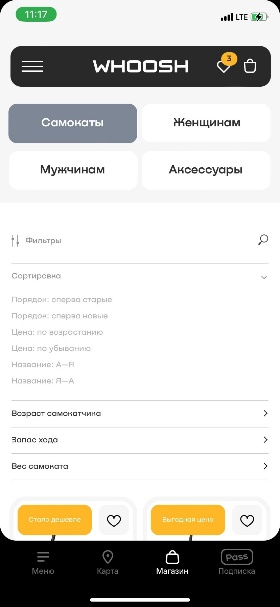 11:17
LTE
WHOOSH
3
Самокаты
Женщинам
Мужчинам
Аксессуары
Фильтры
Сортировка
Порядок: сперва старые
Порядок: сперва новые
Цена: по возрастанию
Цена: по убыванию
Название: А—Я
Название: Я—А
Возраст самокатчика
Запас хода
Вес самоката
Стало дешевле
Выгодная цена
Меню
Карта
Магазин
Pass
Подписка